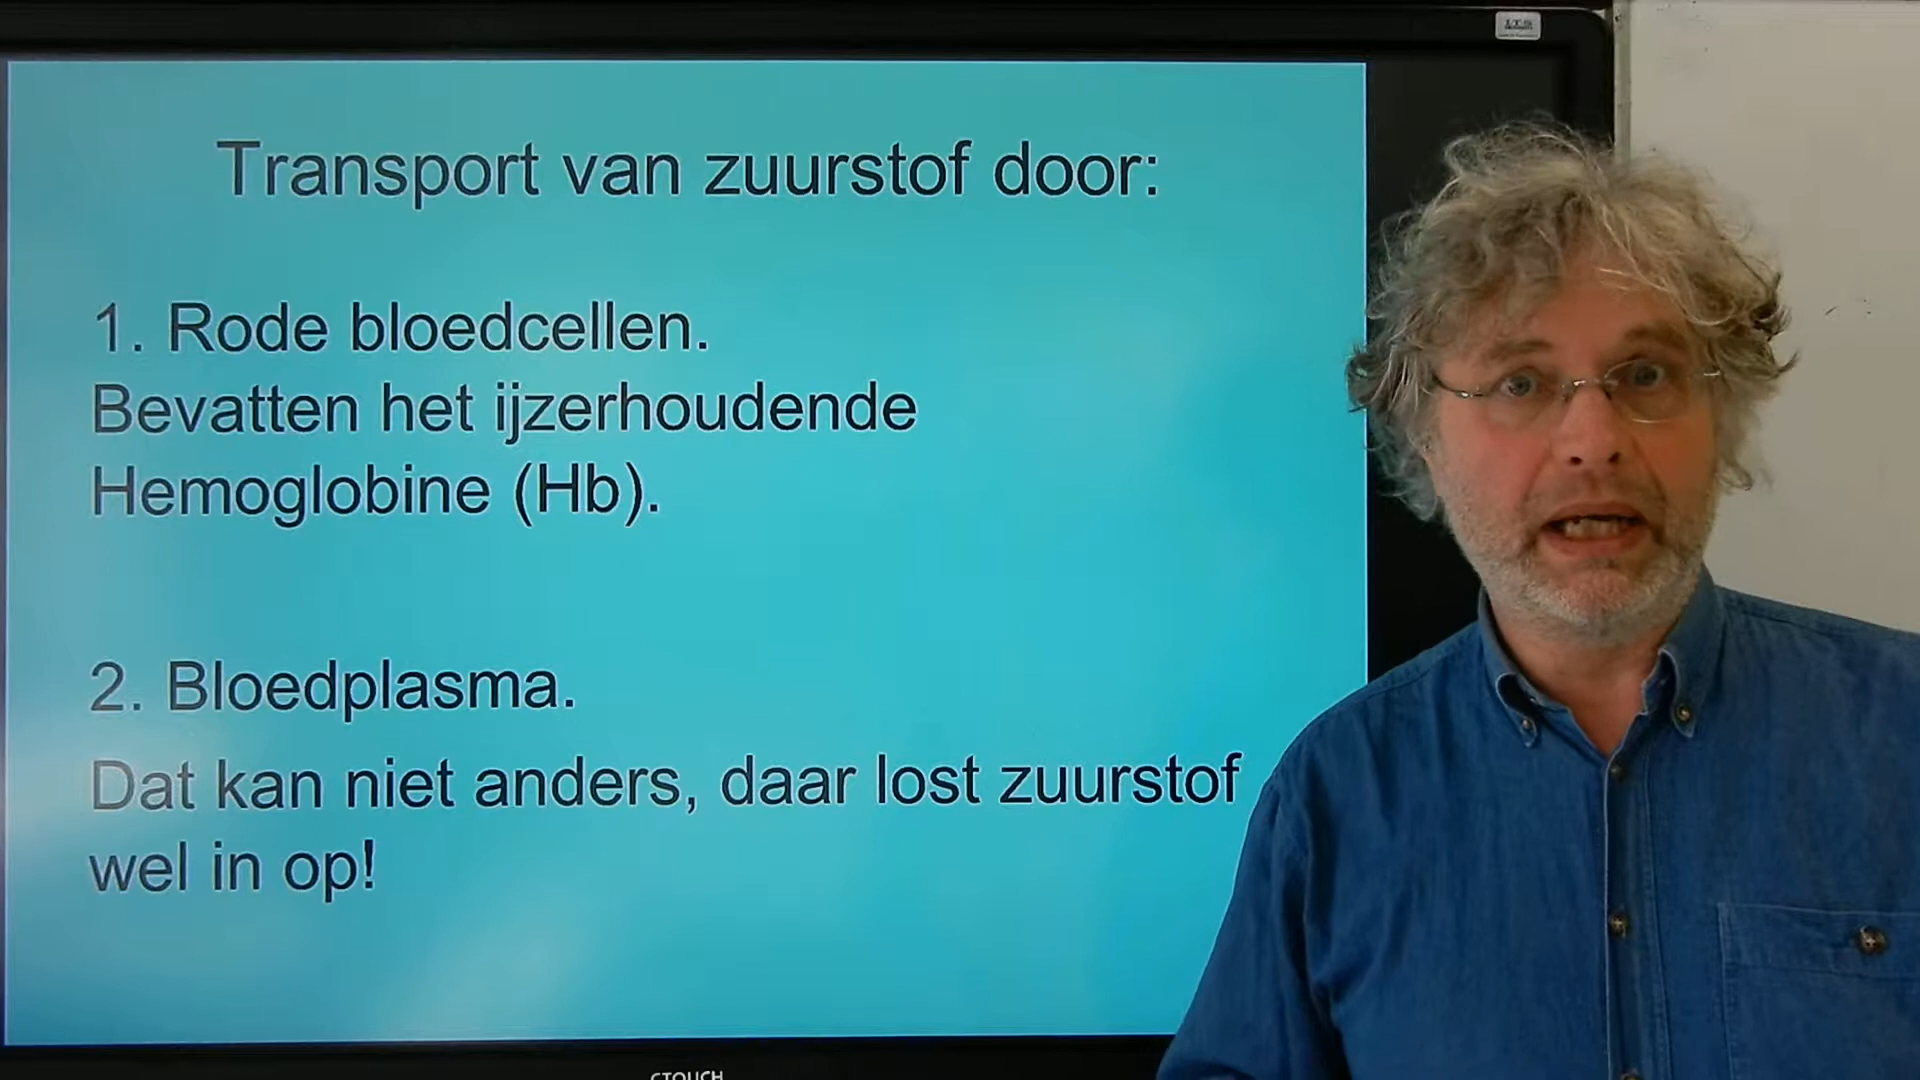 Transport van zuurstof door:
1. Rode bloedcellen.
Bevatten het ijzerhoudende
Hemoglobine (Hb).
2. Bloedplasma.
Dat kan niet anders, daar lost zuurstof
wel in op!
CTOUCH